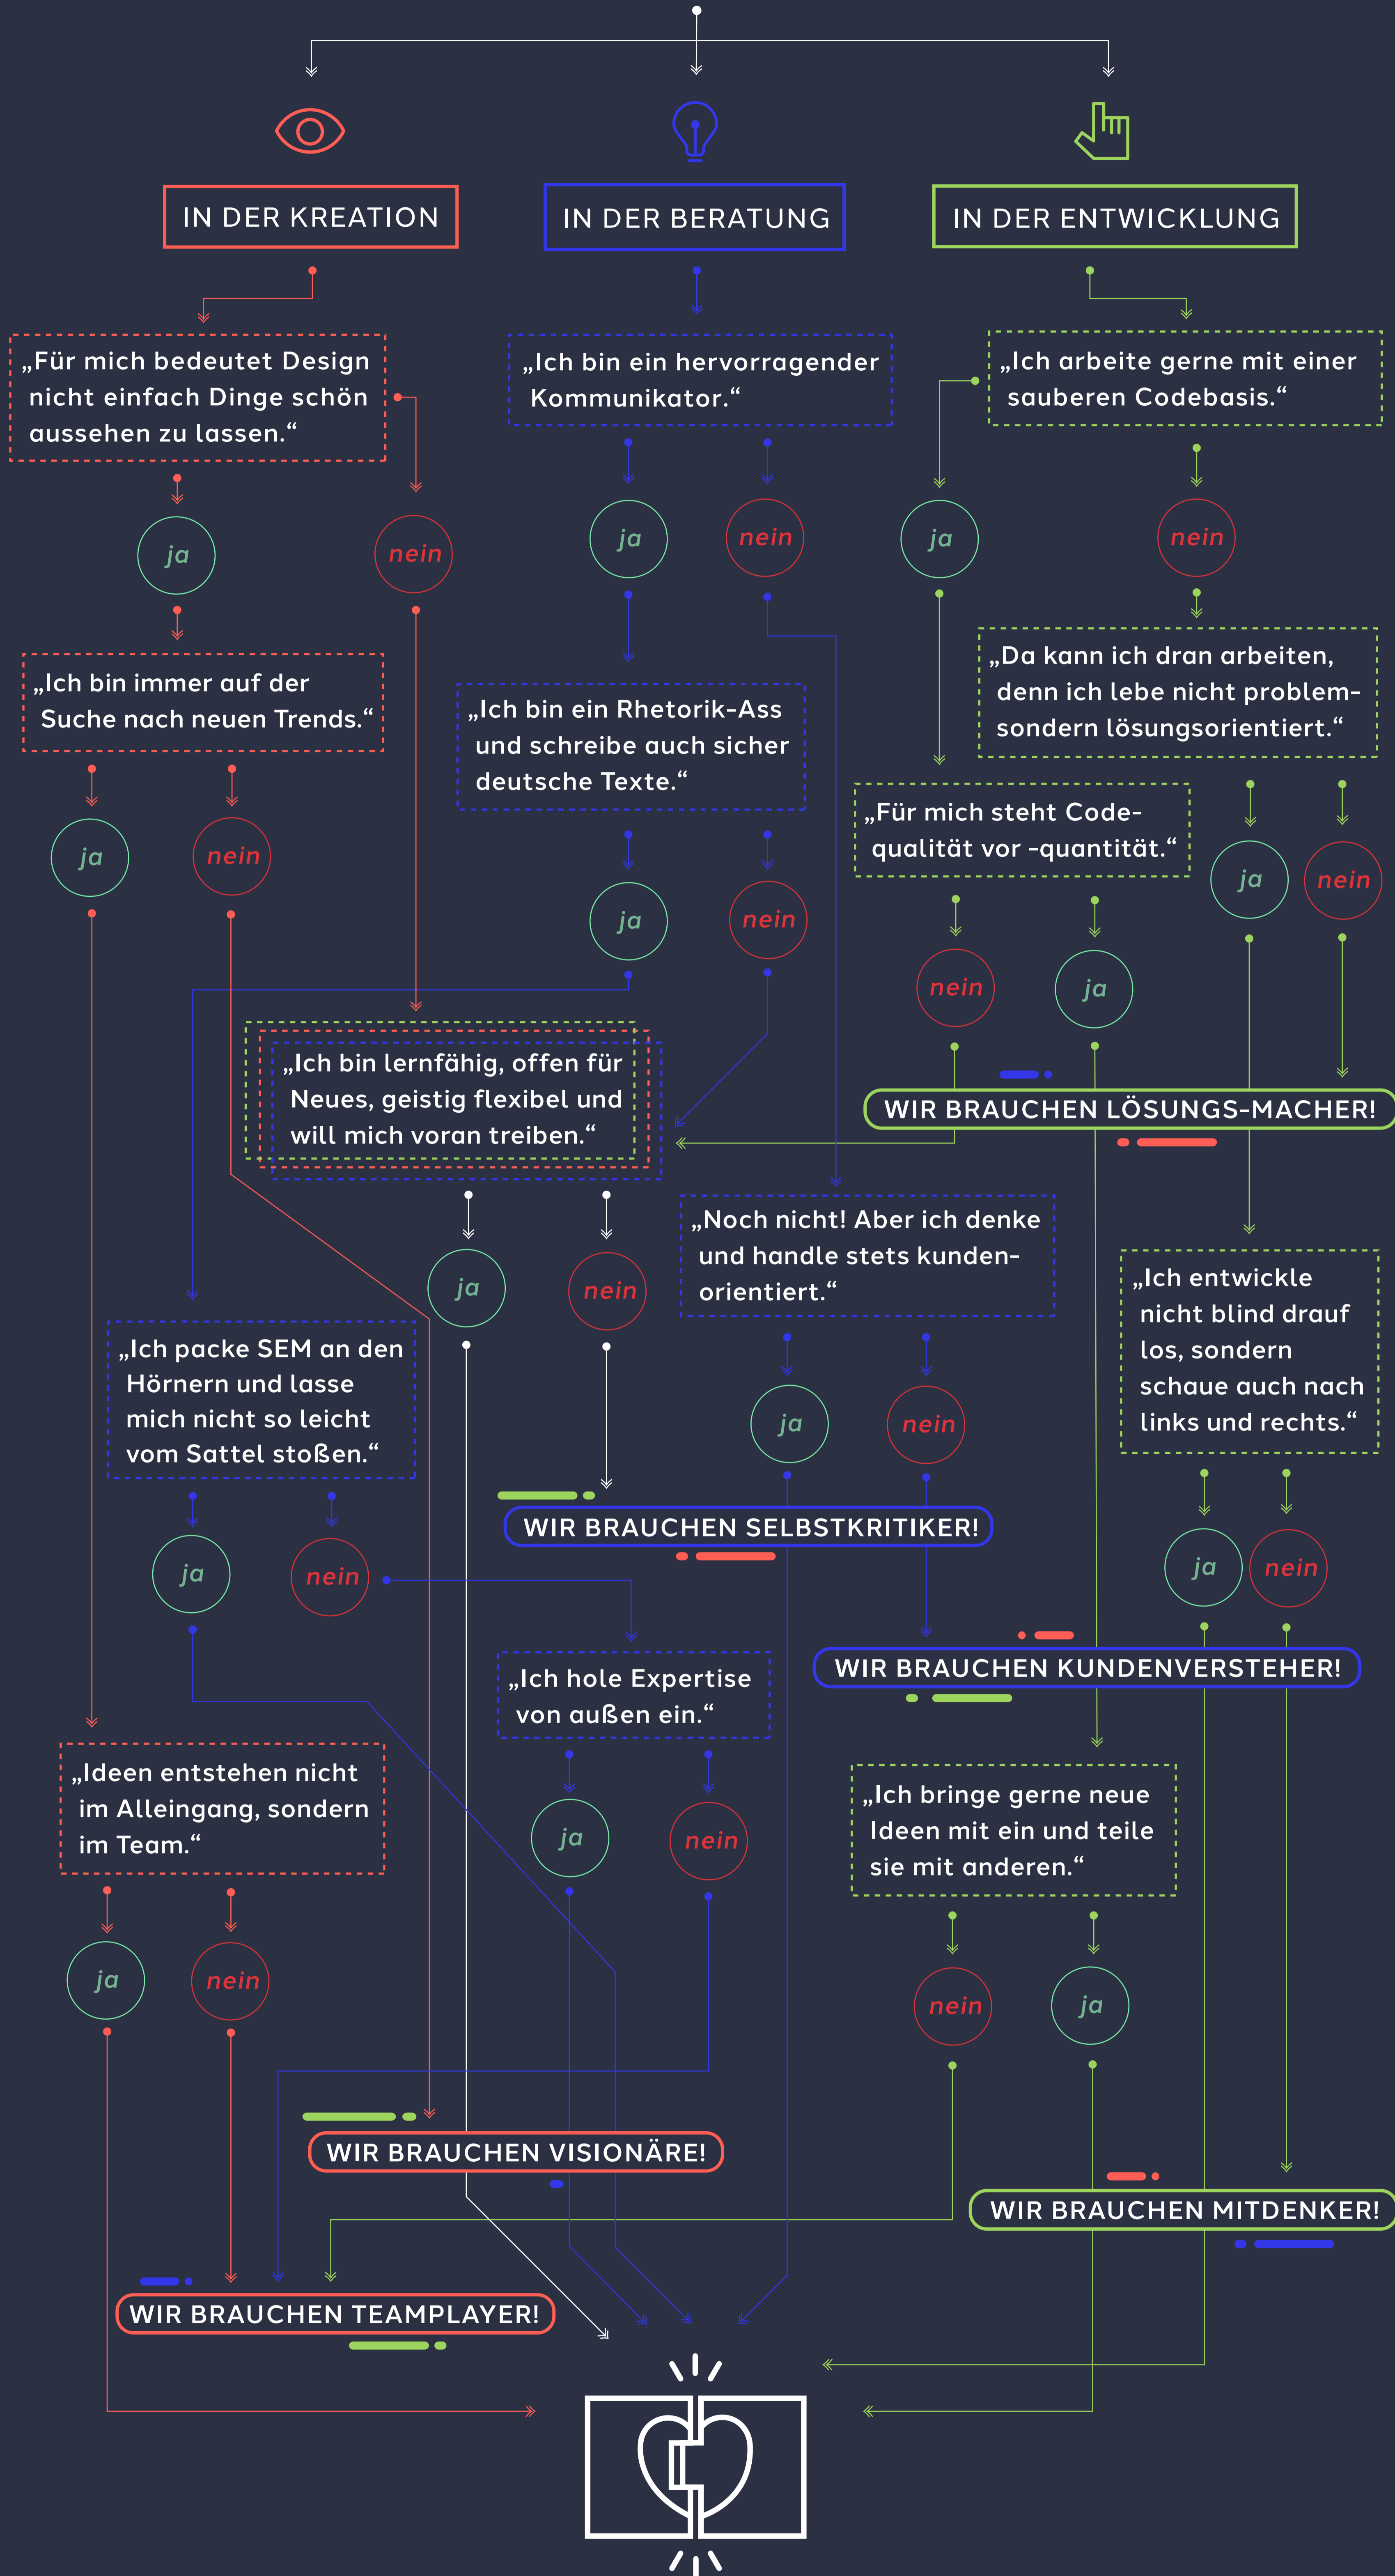 IN DER KREATION
IN DER BERATUNG
IN DER ENTWICKLUNG
„Für mich bedeutet Design
nicht einfach Dinge schön
aussehen zu lassen.“
„Ich bin ein hervorragender
Kommunikator.“
„Ich arbeite gerne mit einer
sauberen Codebasis.“
ja
nein
ja
nein
ja
nein
„Ich bin immer auf der
Suche nach neuen Trends.“
„Ich bin ein Rhetorik-Ass
und schreibe auch sicher
deutsche Texte.“
„Da kann ich dran arbeiten,
denn ich lebe nicht problem-
sondern lösungsorientiert.“
„Für mich steht Code-
qualität vor -quantität.“
ja
nein
ja
nein
ja
nein
nein
ja
„Ich bin lernfähig, offen für
Neues, geistig flexibel und
will mich voran treiben.“
WIR BRAUCHEN LÖSUNGS-MACHER!
ja
nein
„Noch nicht! Aber ich denke
und handle stets kunden-
orientiert.“
„Ich entwickle
nicht blind drauf
los, sondern
schaue auch nach
links und rechts.“
„Ich packe SEM an den
Hörnern und lasse
mich nicht so leicht
vom Sattel stoßen.“
ja
nein
WIR BRAUCHEN SELBSTKRITIKER!
ja
nein
ja
nein
„Ich hole Expertise
von außen ein.“
WIR BRAUCHEN KUNDENVERSTEHER!
„Ideen entstehen nicht
im Alleingang, sondern
im Team.“
ja
nein
„Ich bringe gerne neue
Ideen mit ein und teile
sie mit anderen.“
ja
nein
nein
ja
WIR BRAUCHEN VISIONÄRE!
WIR BRAUCHEN MITDENKER!
WIR BRAUCHEN TEAMPLAYER!